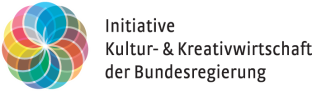 Initiative
Kultur- & Kreativwirtschaft
der Bundesregierung